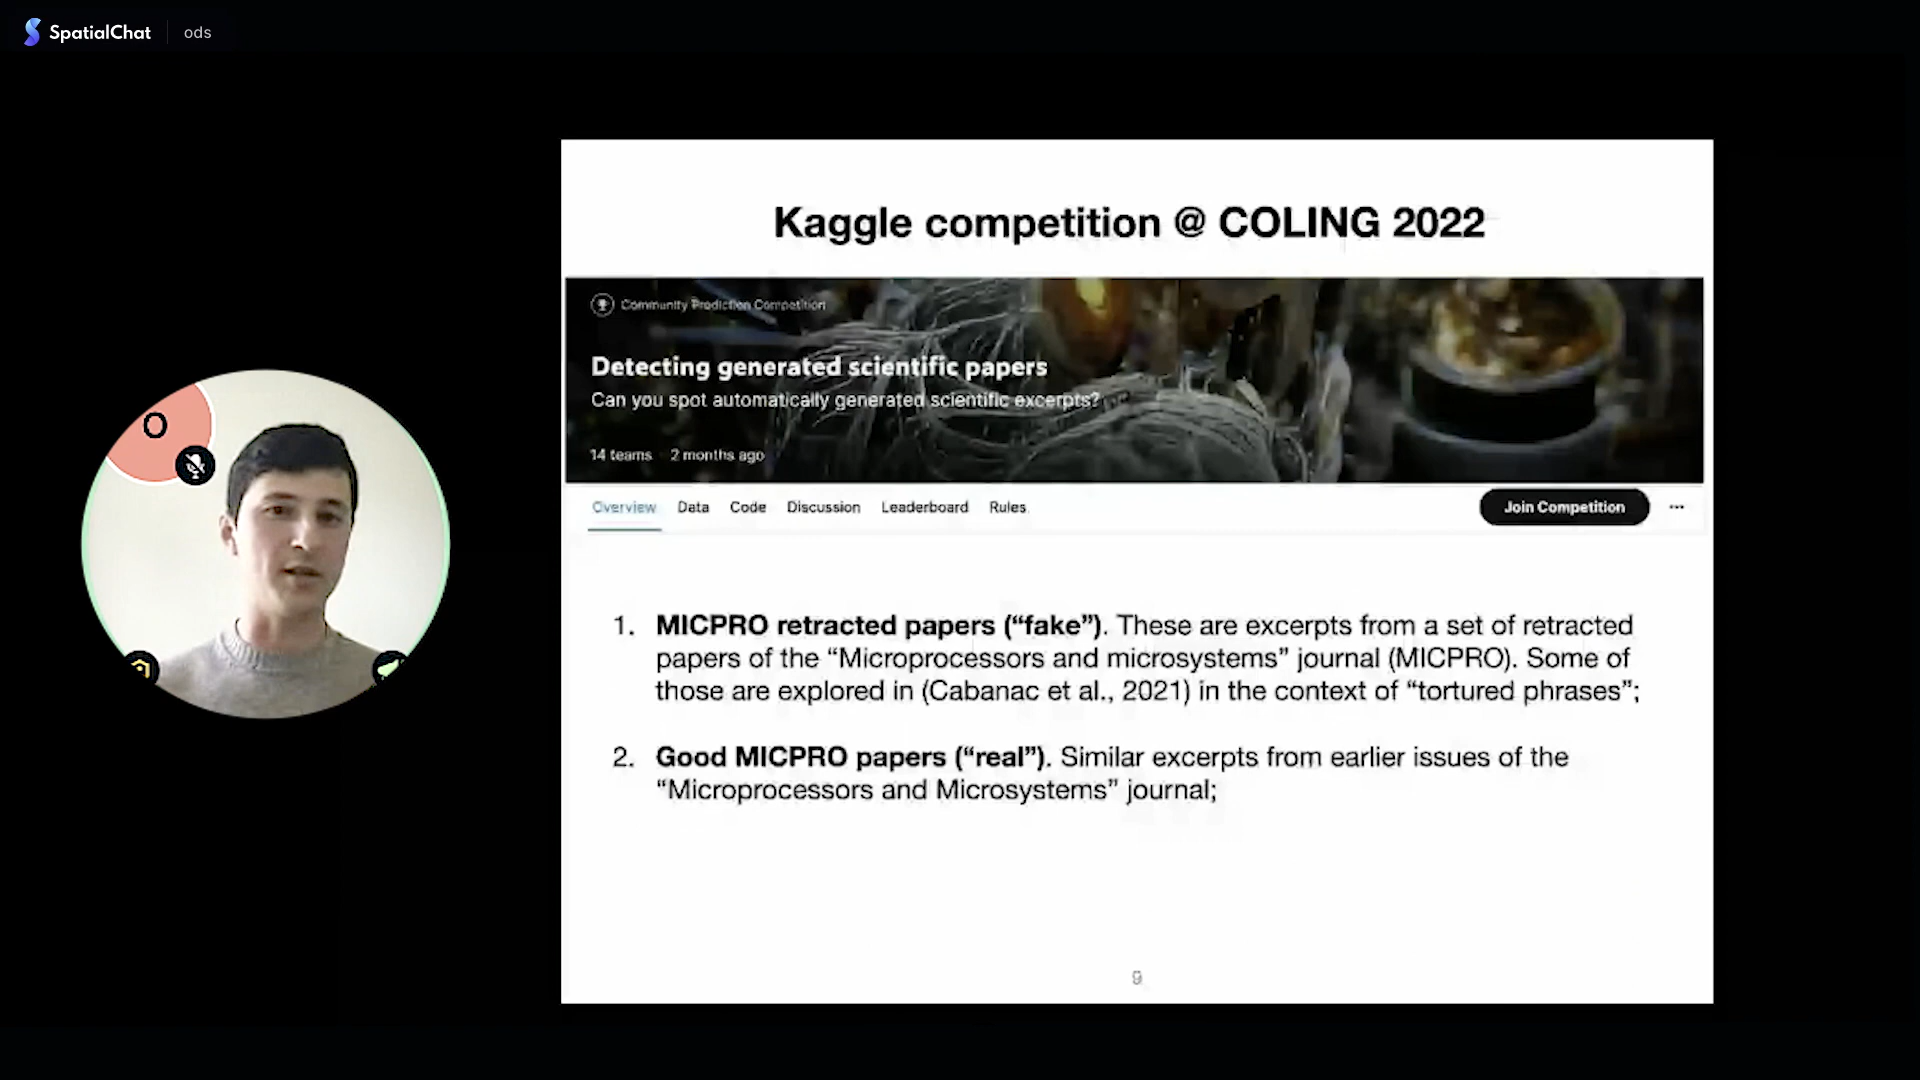 SpatialChat
ods
Kaggle competition @ COLING 2022
Community Prediction Competition
Detecting generated scientific papers
Can you spot automatically generated scientific excerpts?
14 teams · 2 months ago
Overview Data Code Discussion Leaderboard Rules
Join Competition
O
1. MICPRO retracted papers (“fake”). These are excerpts from a set of retracted
papers of the “Microprocessors and microsystems” journal (MICPRO). Some of
those are explored in (Cabanac et al., 2021) in the context of “tortured phrases”;
2. Good MICPRO papers (“real”). Similar excerpts from earlier issues of the
“Microprocessors and Microsystems” journal;
9